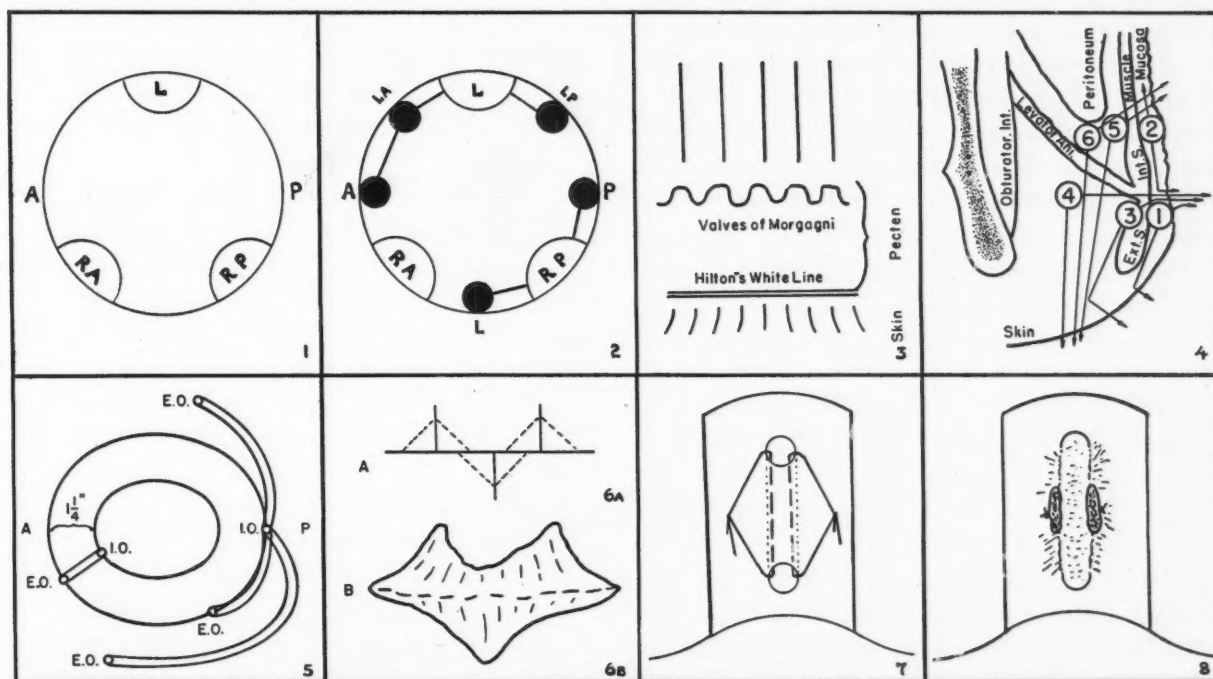 L
A
P
RA
RP
1
LA
L
LP
A
P
RA
RP
L
2
Valves of Morgagni
Hilton's White Line
Pecten
Skin
3
Obturator. Int.
Levator Ani.
Peritoneum
Muscle
Mucosa
Int. S.
Ext. S.
6
5
2
4
3
1
Skin
4
E.O.
A
1 1/4"
I.O.
I.O.
P
E.O.
E.O.
E.O.
5
A
6A
B
6B
7
8